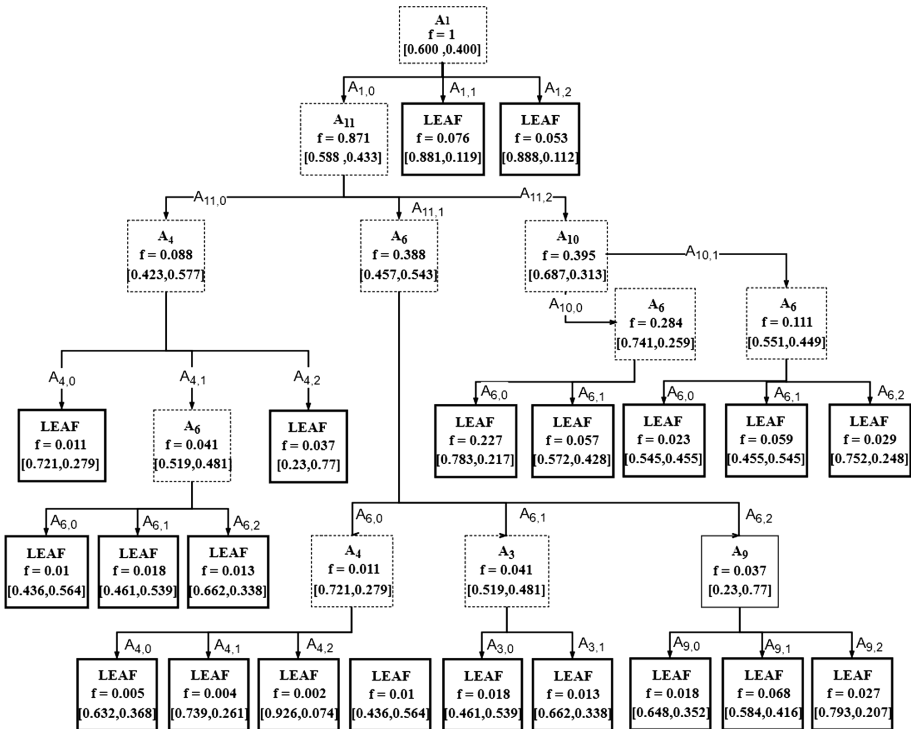 A1
f = 1
[0.600 ,0.400]
A1,0
A1,1
A1,2
A11
f = 0.871
[0.588 ,0.433]
LEAF
f = 0.076
[0.881,0.119]
LEAF
f = 0.053
[0.888,0.112]
A11,0
A11,1
A11,2
A4
f = 0.088
[0.423,0.577]
A6
f = 0.388
[0.457,0.543]
A10
f = 0.395
[0.687,0.313]
A10,1
A10,0
A6
f = 0.284
[0.741,0.259]
A6
f = 0.111
[0.551,0.449]
A4,0
A4,1
A4,2
A6,0
A6,1
A6,0
A6,1
A6,2
LEAF
f = 0.011
[0.721,0.279]
A6
f = 0.041
[0.519,0.481]
LEAF
f = 0.037
[0.23,0.77]
LEAF
f = 0.227
[0.783,0.217]
LEAF
f = 0.057
[0.572,0.428]
LEAF
f = 0.023
[0.545,0.455]
LEAF
f = 0.059
[0.455,0.545]
LEAF
f = 0.029
[0.752,0.248]
A6,0
A6,1
A6,2
A6,0
A6,1
A6,2
LEAF
f = 0.01
[0.436,0.564]
LEAF
f = 0.018
[0.461,0.539]
LEAF
f = 0.013
[0.662,0.338]
A4
f = 0.011
[0.721,0.279]
A3
f = 0.041
[0.519,0.481]
A9
f = 0.037
[0.23,0.77]
A4,0
A4,1
A4,2
A3,0
A3,1
A9,0
A9,1
A9,2
LEAF
f = 0.005
[0.632,0.368]
LEAF
f = 0.004
[0.739,0.261]
LEAF
f = 0.002
[0.926,0.074]
LEAF
f = 0.01
[0.436,0.564]
LEAF
f = 0.018
[0.461,0.539]
LEAF
f = 0.013
[0.662,0.338]
LEAF
f = 0.018
[0.648,0.352]
LEAF
f = 0.068
[0.584,0.416]
LEAF
f = 0.027
[0.793,0.207]